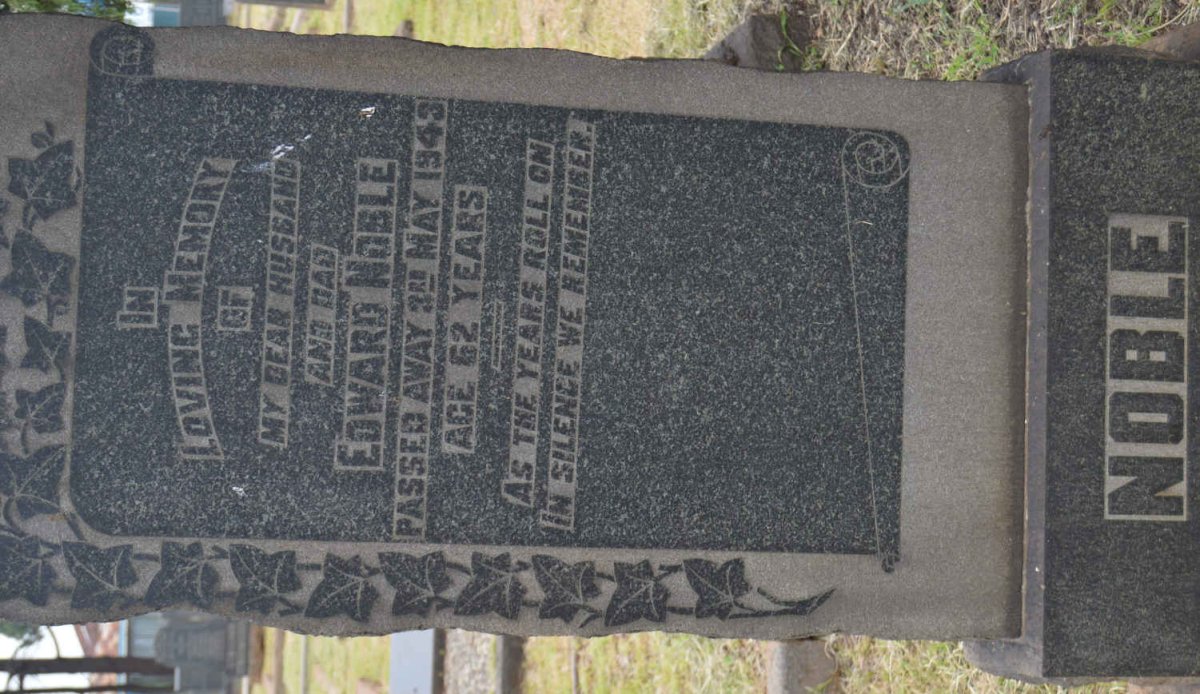 IN
LOVING MEMORY
OF
MY DEAR HUSBAND
AND DAD
EDWARD NOBLE
PASSED AWAY 2RD MAY 1943
AGE 62 YEARS
AS THE YEARS ROLL ON
IN SILENCE WE REMEMBER
NOBLE